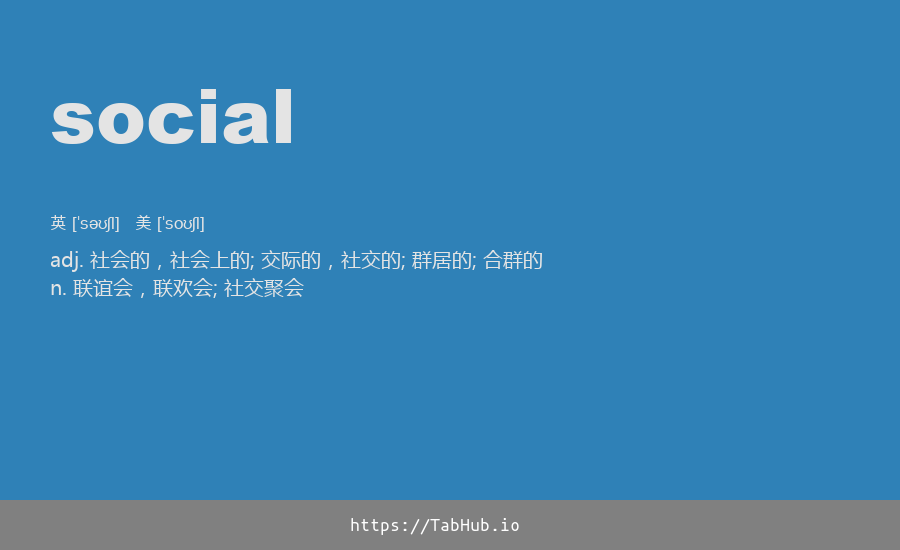 social
英 [ˈsəʊʃl] 美 [ˈsoʊʃl]
adj. 社会的，社会上的; 交际的，社交的; 群居的; 合群的
n. 联谊会，联欢会; 社交聚会
https://TabHub.io